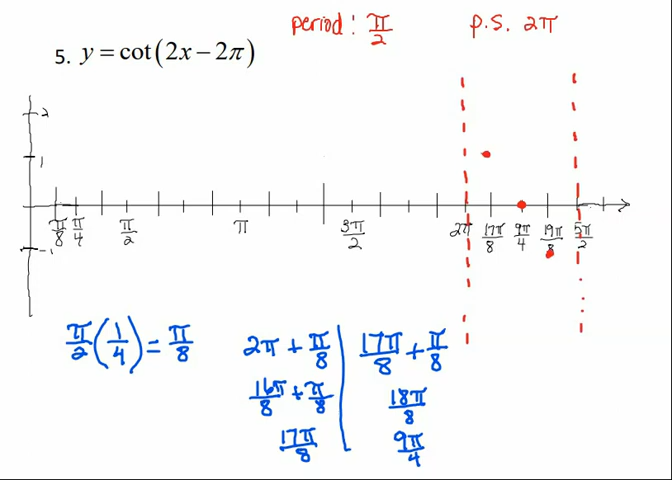 period: π/2 p.S. 2π
5. y = cot(2x − 2π)
2
1
π/8 π/4 π/2 π 3π/2 2π 17π/8 9π/4 19π/8 5π/2
-1
π/2 (1/4) = π/8
2π + π/8 17π/8 + π/8
16π/8 + π/8 18π/8
17π/8 9π/4